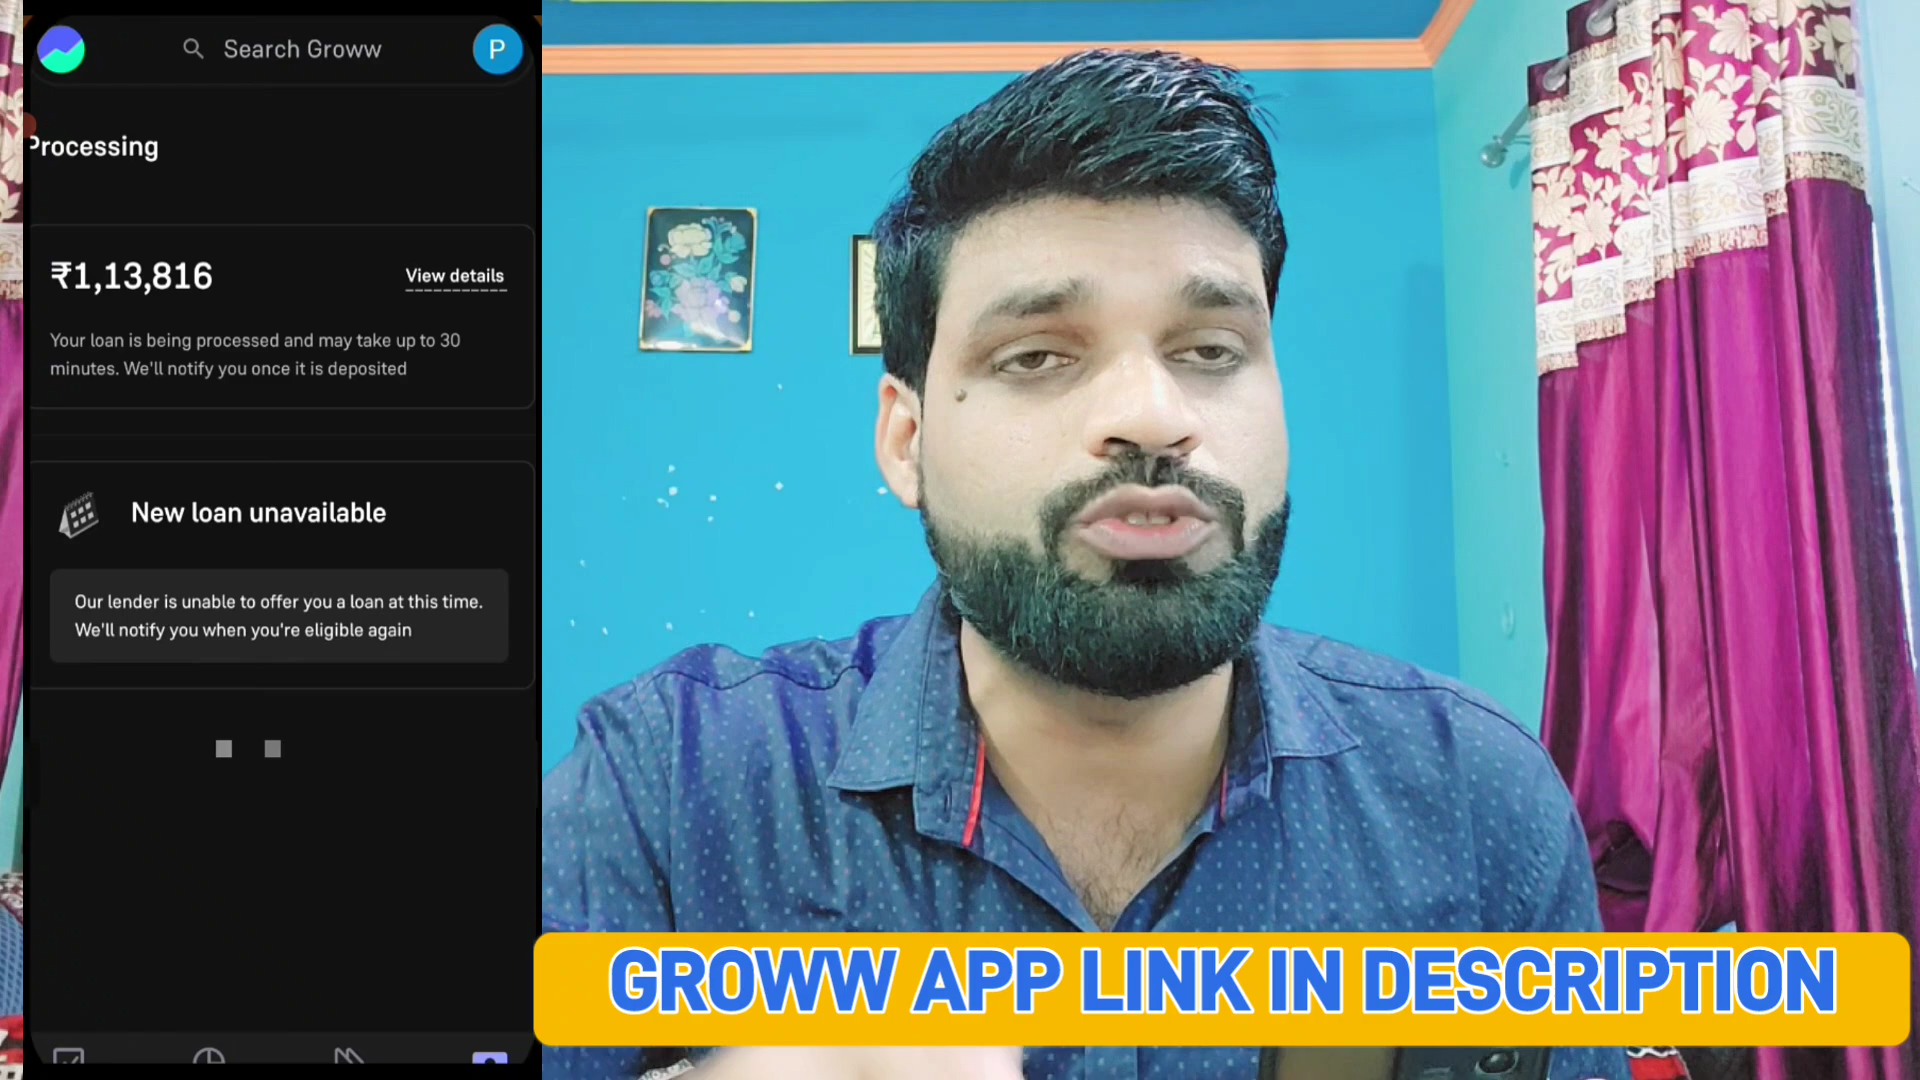 Search Groww
P
Processing
₹1,13,816
View details
Your loan is being processed and may take up to 30
minutes. We'll notify you once it is deposited
New loan unavailable
Our lender is unable to offer you a loan at this time.
We'll notify you when you're eligible again
GROWW APP LINK IN DESCRIPTION